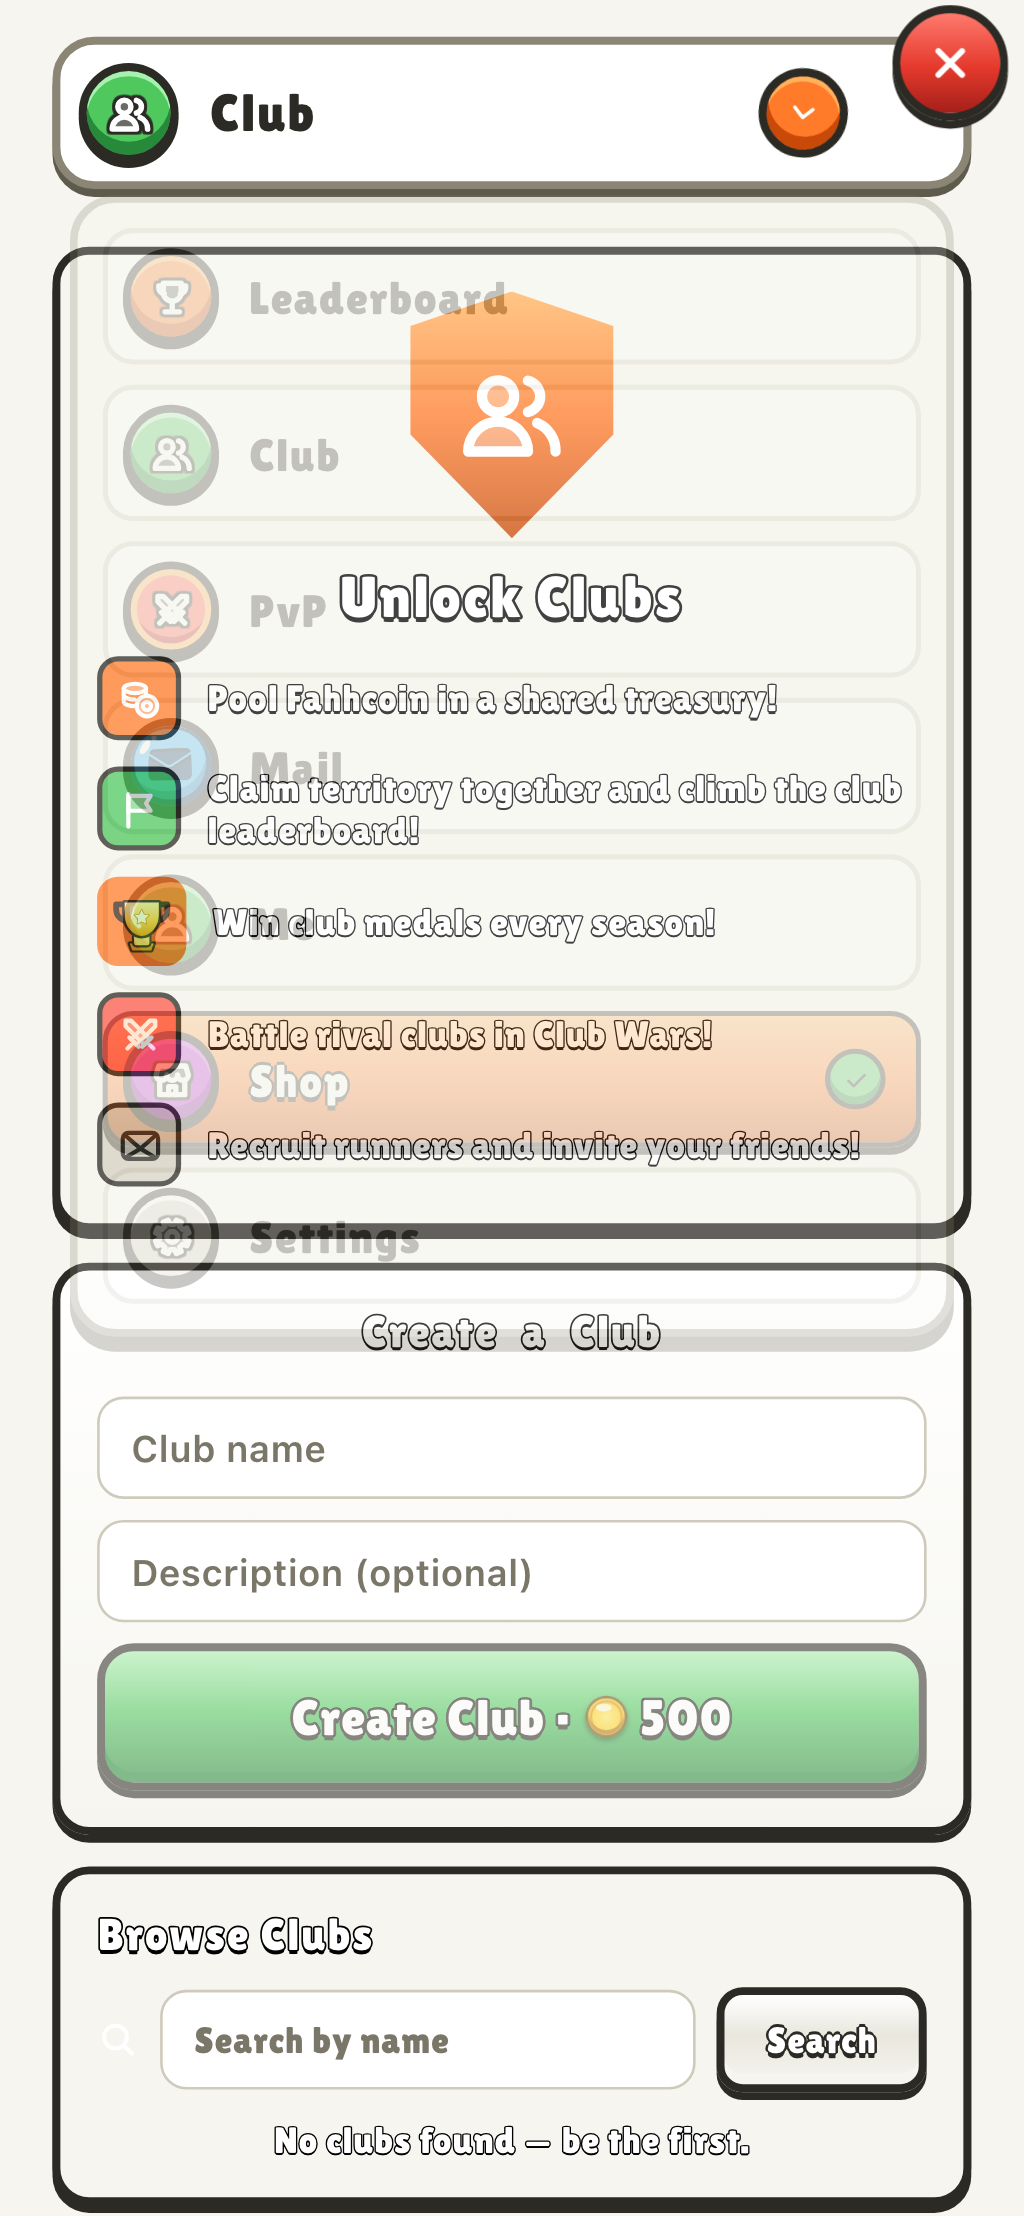 Club
Leaderboard
Club
PvP
Unlock Clubs
Pool Fahhcoin in a shared treasury!
Mail
Claim territory together and climb the club
leaderboard!
Me
Win club medals every season!
Battle rival clubs in Club Wars!
Shop
Recruit runners and invite your friends!
Settings
Create a Club
Club name
Description (optional)
Create Club · 500
Browse Clubs
Search by name
Search
No clubs found — be the first.